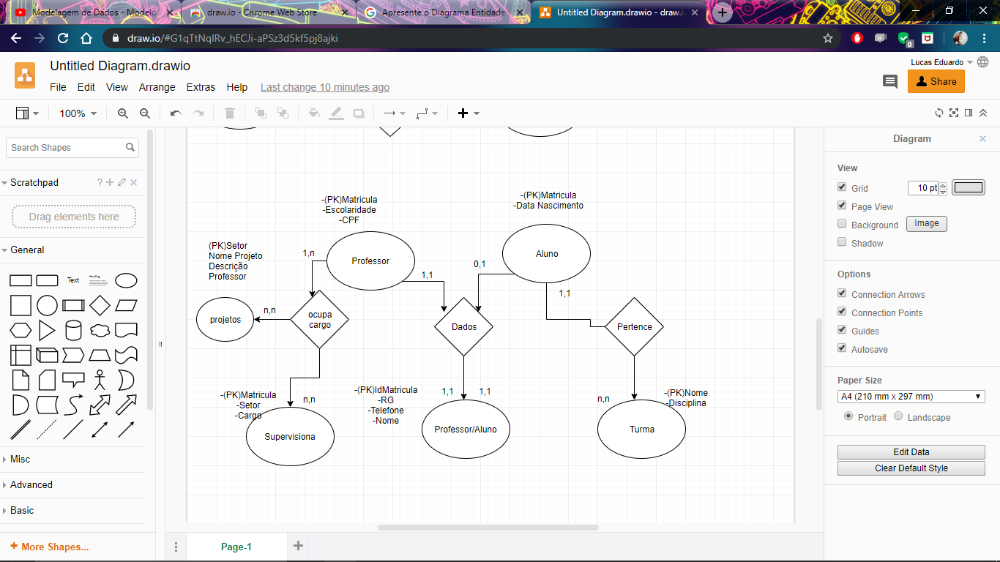 Modelagem de Dados - Modelo
draw.io - Chrome Web Store
Apresente o Diagrama Entidade
Untitled Diagram.drawio - draw.io
draw.io/#G1qTtNqIRv_hECJi-aPSz3d5kf5pj8ajki
0
Untitled Diagram.drawio
Lucas Eduardo
File Edit View Arrange Extras Help Last change 10 minutes ago
Share
100%
Search Shapes
Scratchpad
?
Drag elements here
General
Text
Heading
Misc
Advanced
Basic
+ More Shapes...
-(PK)Matricula
-Escolaridade
-CPF
-(PK)Matricula
-Data Nascimento
(PK)Setor
Nome Projeto
Descrição
Professor
1,n
Professor
1,1
0,1
Aluno
1,1
projetos
n,n
ocupa
cargo
Dados
Pertence
-(PK)Matricula
-Setor
-Cargo
n,n
Supervisiona
-(PK)IdMatricula
-RG
-Telefone
-Nome
1,1
1,1
Professor/Aluno
n,n
-(PK)Nome
-Disciplina
Turma
Page-1
Diagram
View
Grid
10 pt
Page View
Background
Image
Shadow
Options
Connection Arrows
Connection Points
Guides
Autosave
Paper Size
A4 (210 mm x 297 mm)
Portrait Landscape
Edit Data
Clear Default Style